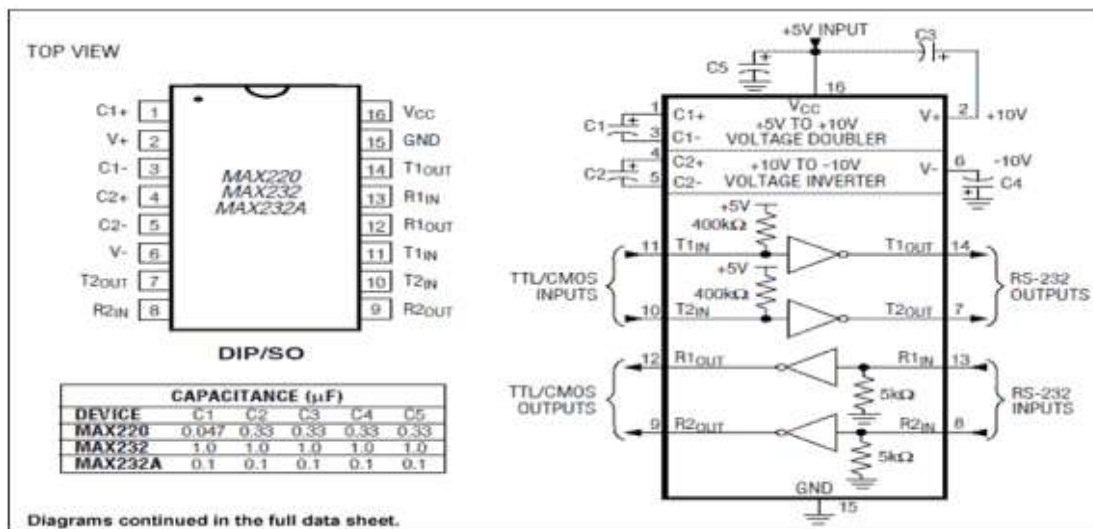 TOP VIEW
C1+ 1
V+ 2
C1- 3
C2+ 4
C2- 5
V- 6
T2OUT 7
R2IN 8
MAX220
MAX232
MAX232A
16 VCC
15 GND
14 T1OUT
13 R1IN
12 R1OUT
11 T1IN
10 T2IN
9 R2OUT
DIP/SO
CAPACITANCE (µF)
DEVICE C1 C2 C3 C4 C5
MAX220 0.047 0.33 0.33 0.33 0.33
MAX232 1.0 1.0 1.0 1.0 1.0
MAX232A 0.1 0.1 0.1 0.1 0.1
Diagrams continued in the full data sheet.
+5V INPUT
C3
C5
16
VCC
1 C1+
C1
3 C1-
+5V TO +10V
VOLTAGE DOUBLER
V+ 2 +10V
4 C2+
C2
5 C2-
+10V TO -10V
VOLTAGE INVERTER
V- 6 -10V
C4
+5V
400kΩ
11 T1IN
T1OUT 14
+5V
400kΩ
TTL/CMOS
INPUTS
RS-232
OUTPUTS
10 T2IN
T2OUT 7
12 R1OUT
R1IN 13
5kΩ
TTL/CMOS
OUTPUTS
RS-232
INPUTS
9 R2OUT
R2IN 8
5kΩ
GND
15